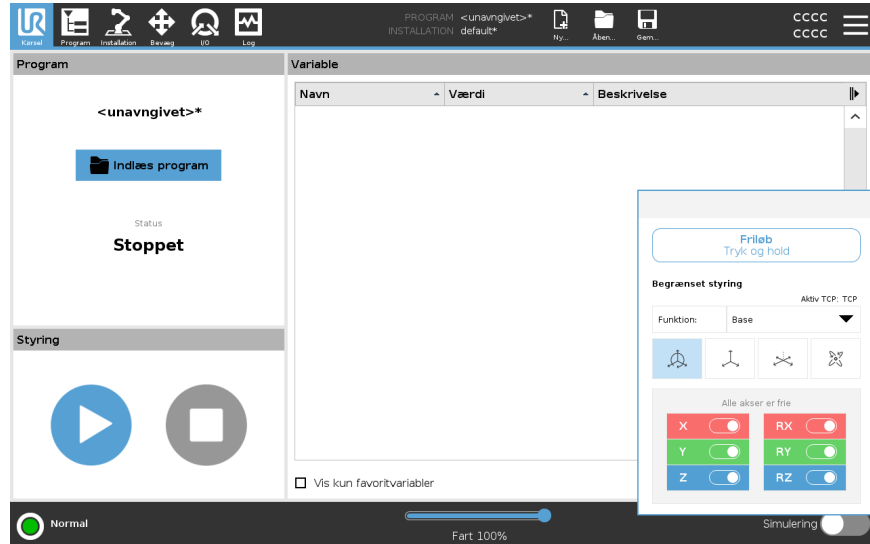 UR
Kørsel
Program
Installation
Bevæg
I/O
Log
PROGRAM <unavngivet>*
INSTALLATION default*
Ny...
Åben...
Gem...
cccc
cccc
Program
<unavngivet>*
Indlæs program
Status
Stoppet
Styring
Variable
Navn
Værdi
Beskrivelse
Vis kun favoritvariabler
Friløb
Tryk og hold
Begrænset styring
Aktiv TCP: TCP
Funktion: Base
Alle akser er frie
X RX
Y RY
Z RZ
Normal
Fart 100%
Simulering